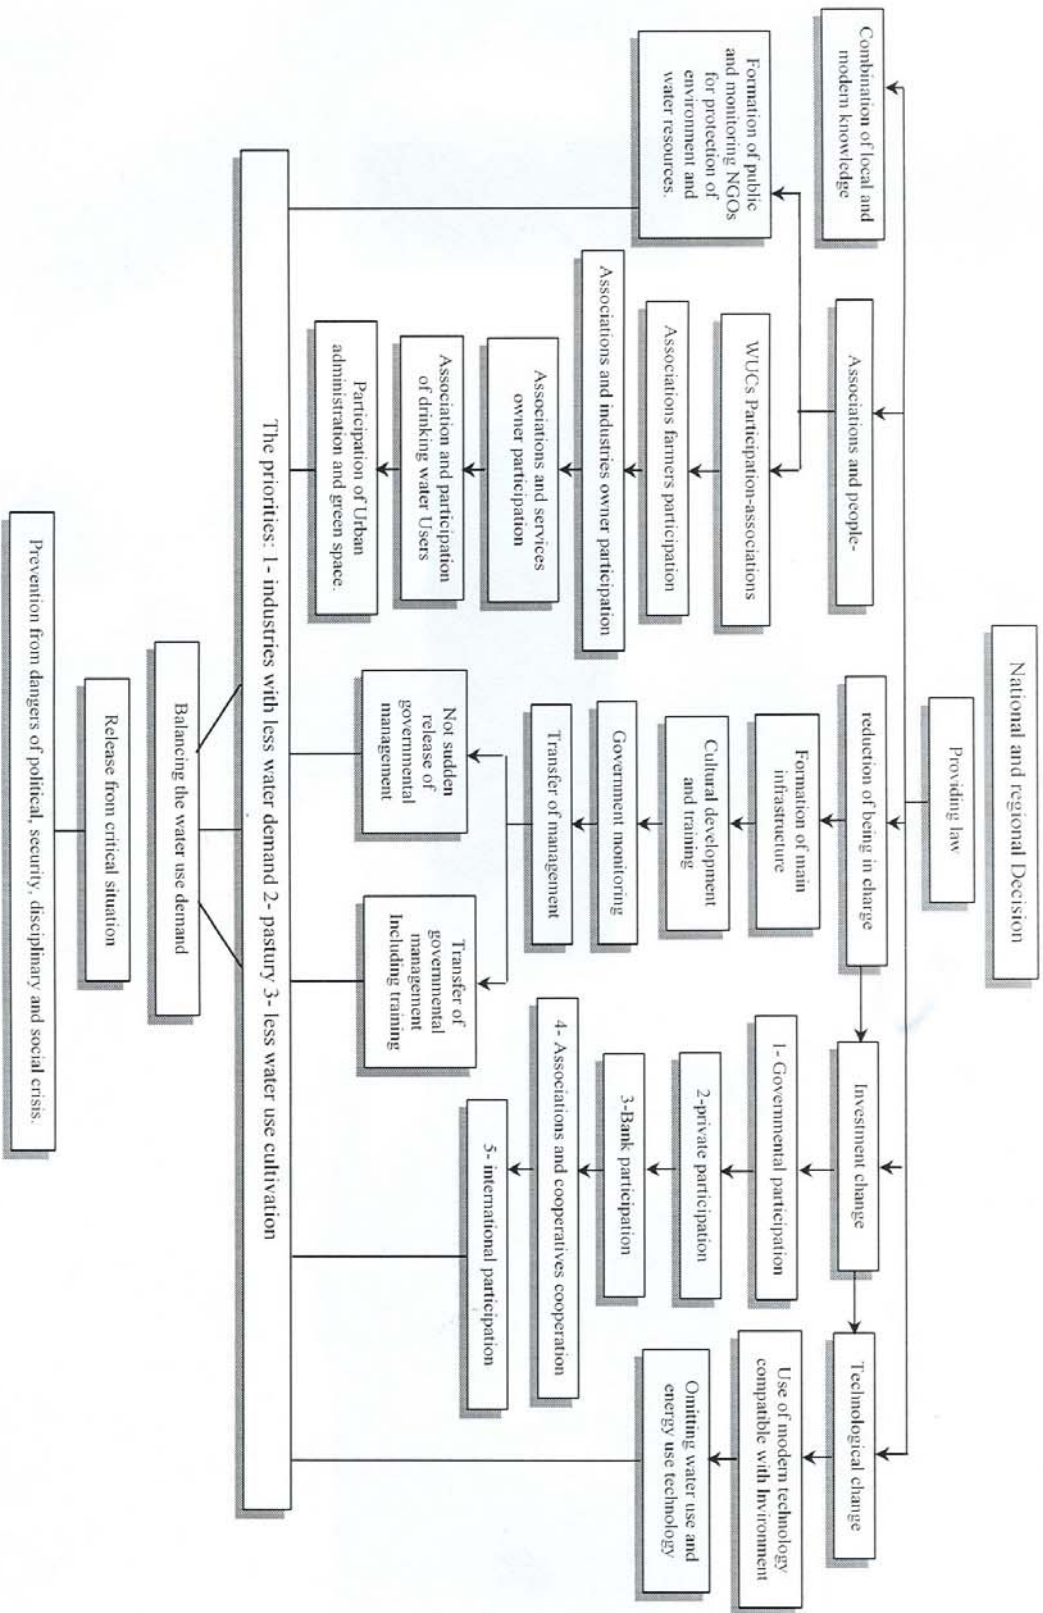 National and regional Decision
Providing law
Combination of local and
modern knowledge
Associations and people-
reduction of being in charge
Investment change
Technological change
Formation of public
and monitoring NGOs
for protection of
environment and
water resources.
WUCs Participation-associations
Associations farmers participation
Associations and industries owner participation
Associations and services
owner participation
Association and participation
of drinking water Users
Participation of Urban
administration and green space.
Formation of main
infrastructure
Cultural development
and training
Government monitoring
Transfer of management
Not sudden
release of
governmental
management
Transfer of
governmental
management
Including training
1- Governmental participation
2-private participation
3-Bank participation
4- Associations and cooperatives cooperation
5- international participation
Use of modern technology
compatible with Invironment
Omitting water use and
energy use technology
The priorities: 1- industries with less water demand 2- pastury 3- less water use cultivation
Balancing the water use demand
Release from critical situation
Prevention from dangers of political, security, disciplinary and social crisis.